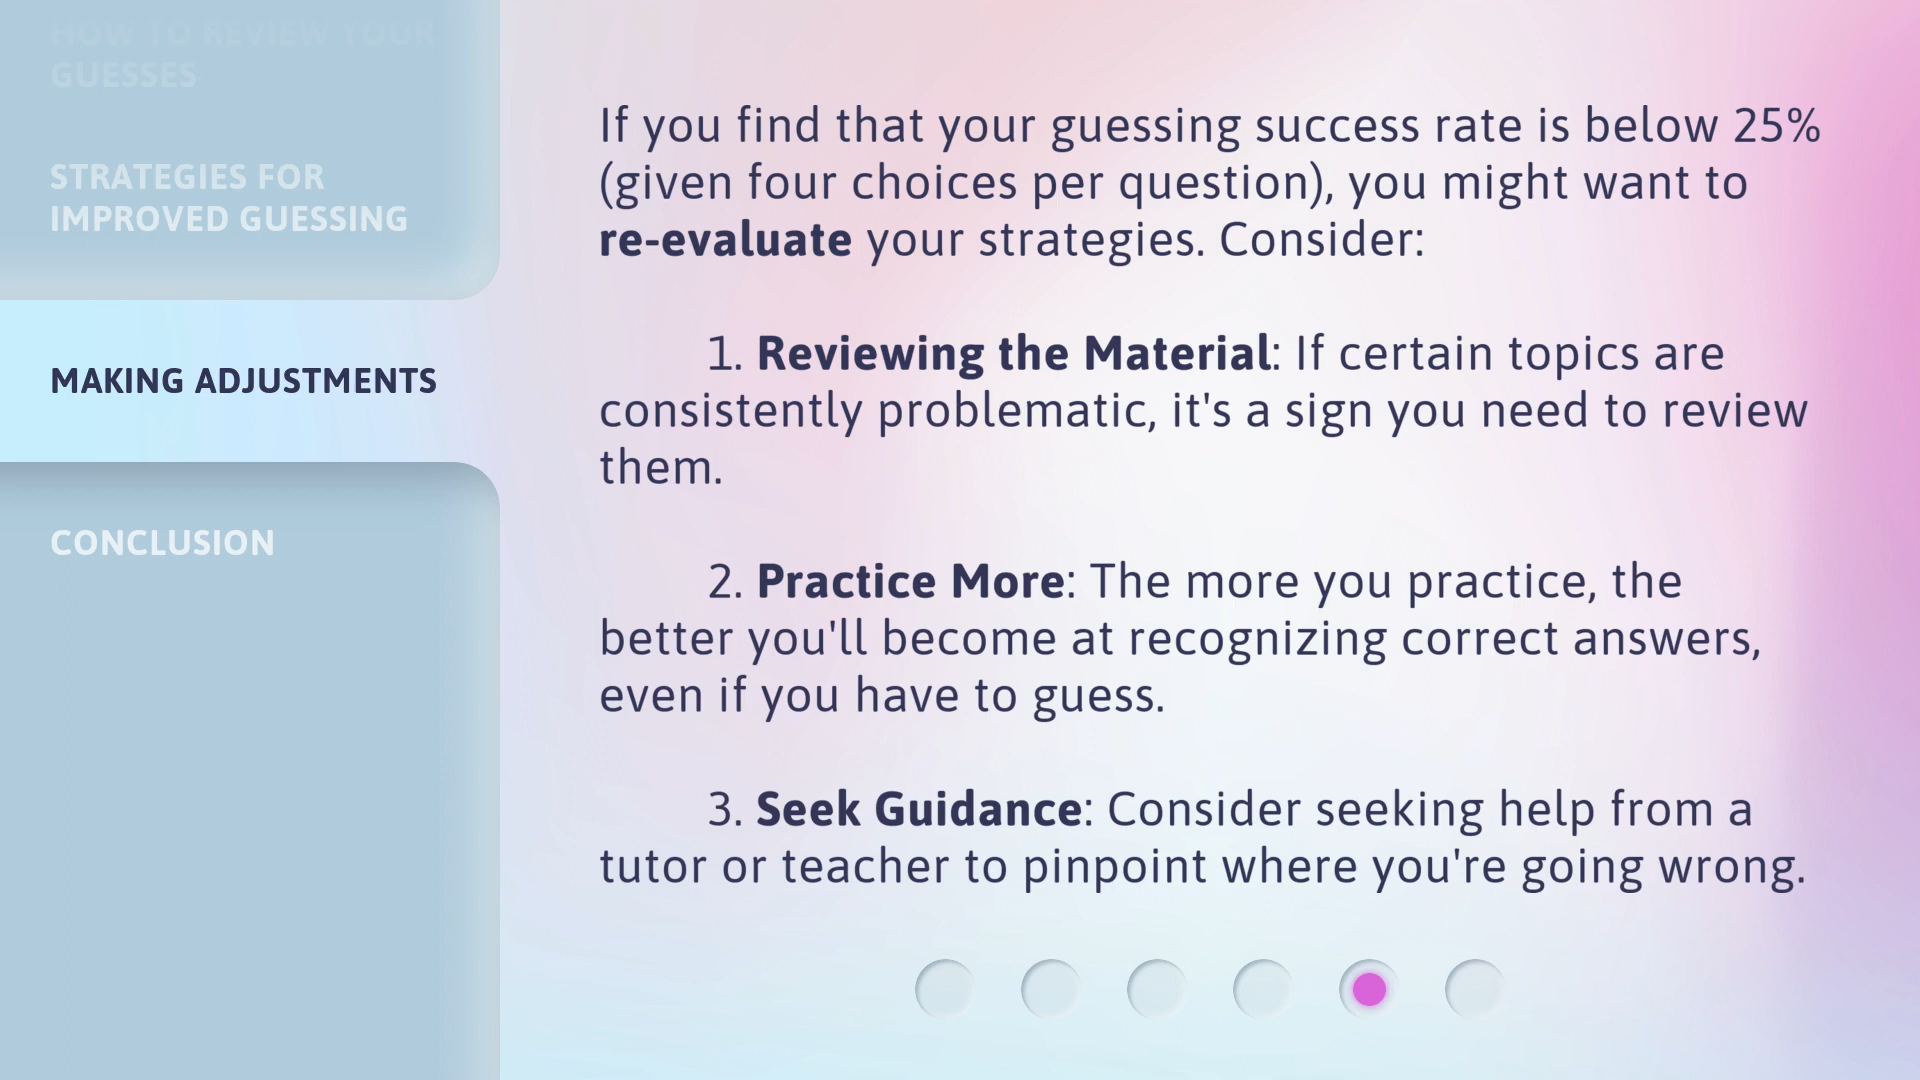 HOW TO REVIEW YOUR
GUESSES
STRATEGIES FOR
IMPROVED GUESSING
MAKING ADJUSTMENTS
CONCLUSION
If you find that your guessing success rate is below 25%
(given four choices per question), you might want to
re-evaluate your strategies. Consider:
1. Reviewing the Material: If certain topics are
consistently problematic, it's a sign you need to review
them.
2. Practice More: The more you practice, the
better you'll become at recognizing correct answers,
even if you have to guess.
3. Seek Guidance: Consider seeking help from a
tutor or teacher to pinpoint where you're going wrong.